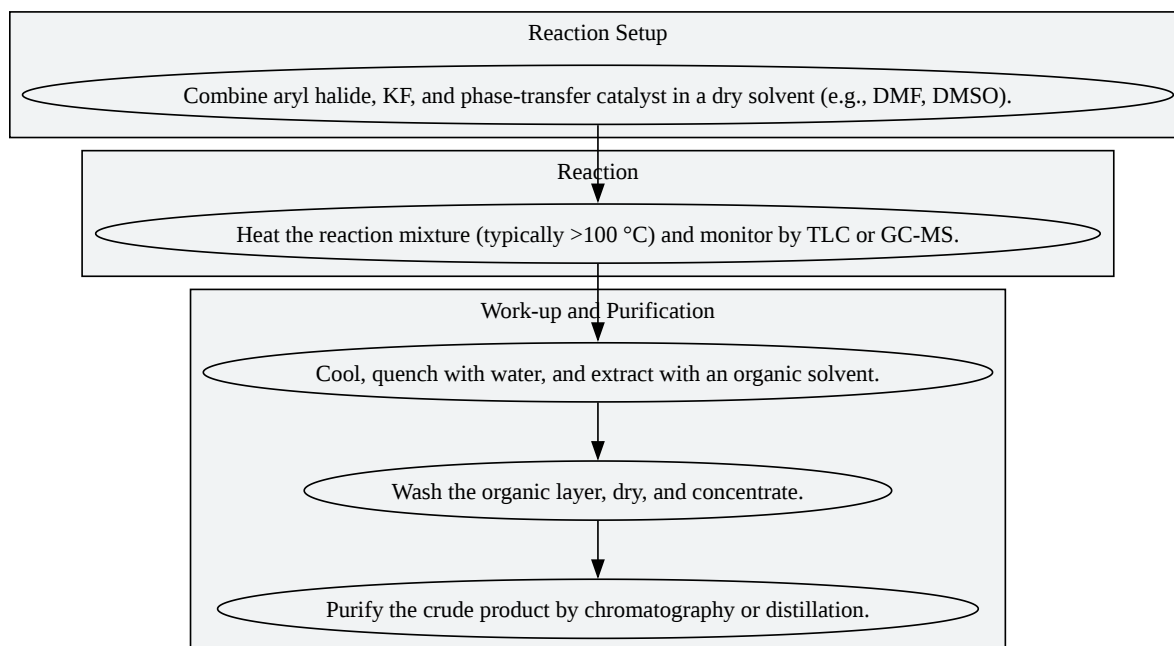 Reaction Setup
Combine aryl halide, KF, and phase-transfer catalyst in a dry solvent (e.g., DMF, DMSO).
Reaction
Heat the reaction mixture (typically >100 °C) and monitor by TLC or GC-MS.
Work-up and Purification
Cool, quench with water, and extract with an organic solvent.
Wash the organic layer, dry, and concentrate.
Purify the crude product by chromatography or distillation.